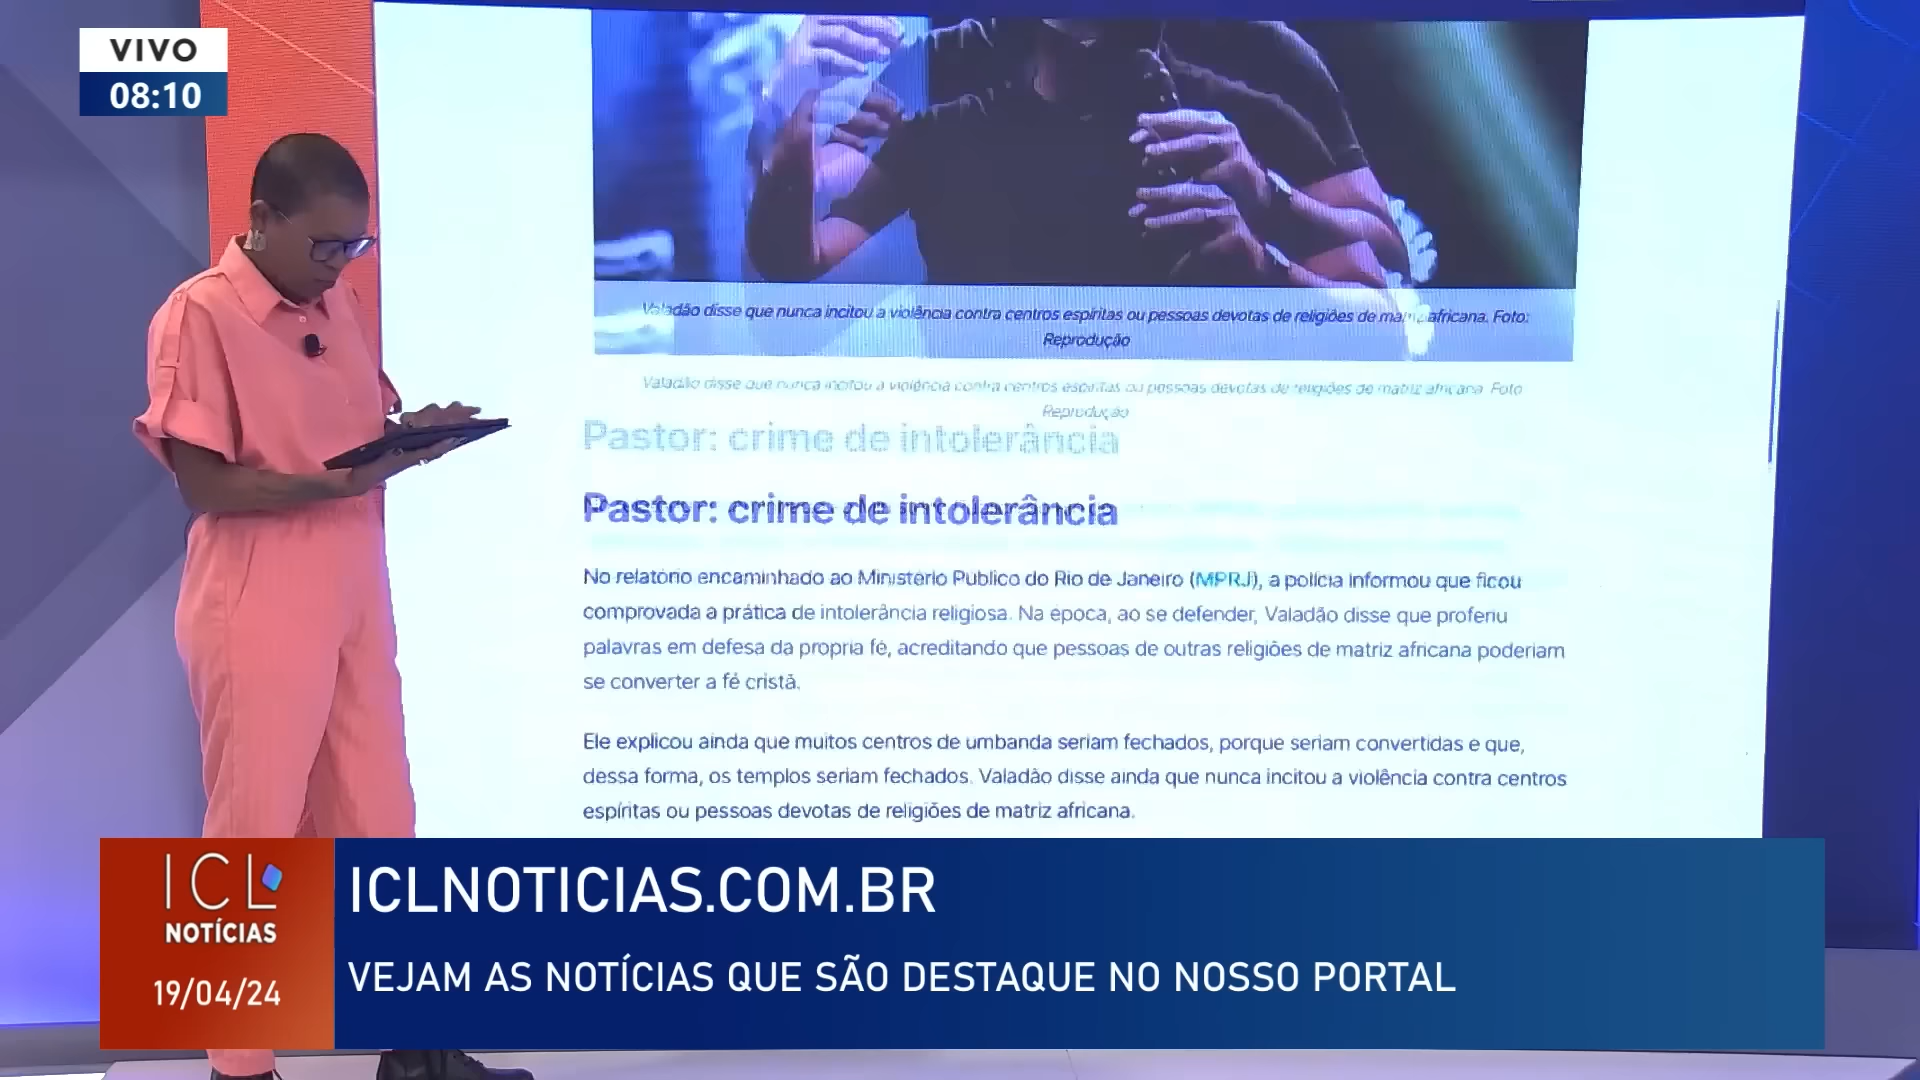 VIVO
08:10
Valadão disse que nunca incitou a violência contra centros espíritas ou pessoas devotas de religiões de matriz africana. Foto:
Reprodução
Valadão disse que nunca incitou a violência contra centros espíritas ou pessoas devotas de religiões de matriz africana. Foto
Reprodução
Pastor: crime de intolerância
Pastor: crime de intolerância
No relatório encaminhado ao Ministério Público do Rio de Janeiro (MPRJ), a polícia informou que ficou
comprovada a prática de intolerância religiosa. Na época, ao se defender, Valadão disse que proferiu
palavras em defesa da própria fé, acreditando que pessoas de outras religiões de matriz africana poderiam
se converter a fé cristã.
Ele explicou ainda que muitos centros de umbanda seriam fechados, porque seriam convertidas e que,
dessa forma, os templos seriam fechados. Valadão disse ainda que nunca incitou a violência contra centros
espíritas ou pessoas devotas de religiões de matriz africana.
ICL
NOTÍCIAS
19/04/24
ICLNOTICIAS.COM.BR
VEJAM AS NOTÍCIAS QUE SÃO DESTAQUE NO NOSSO PORTAL